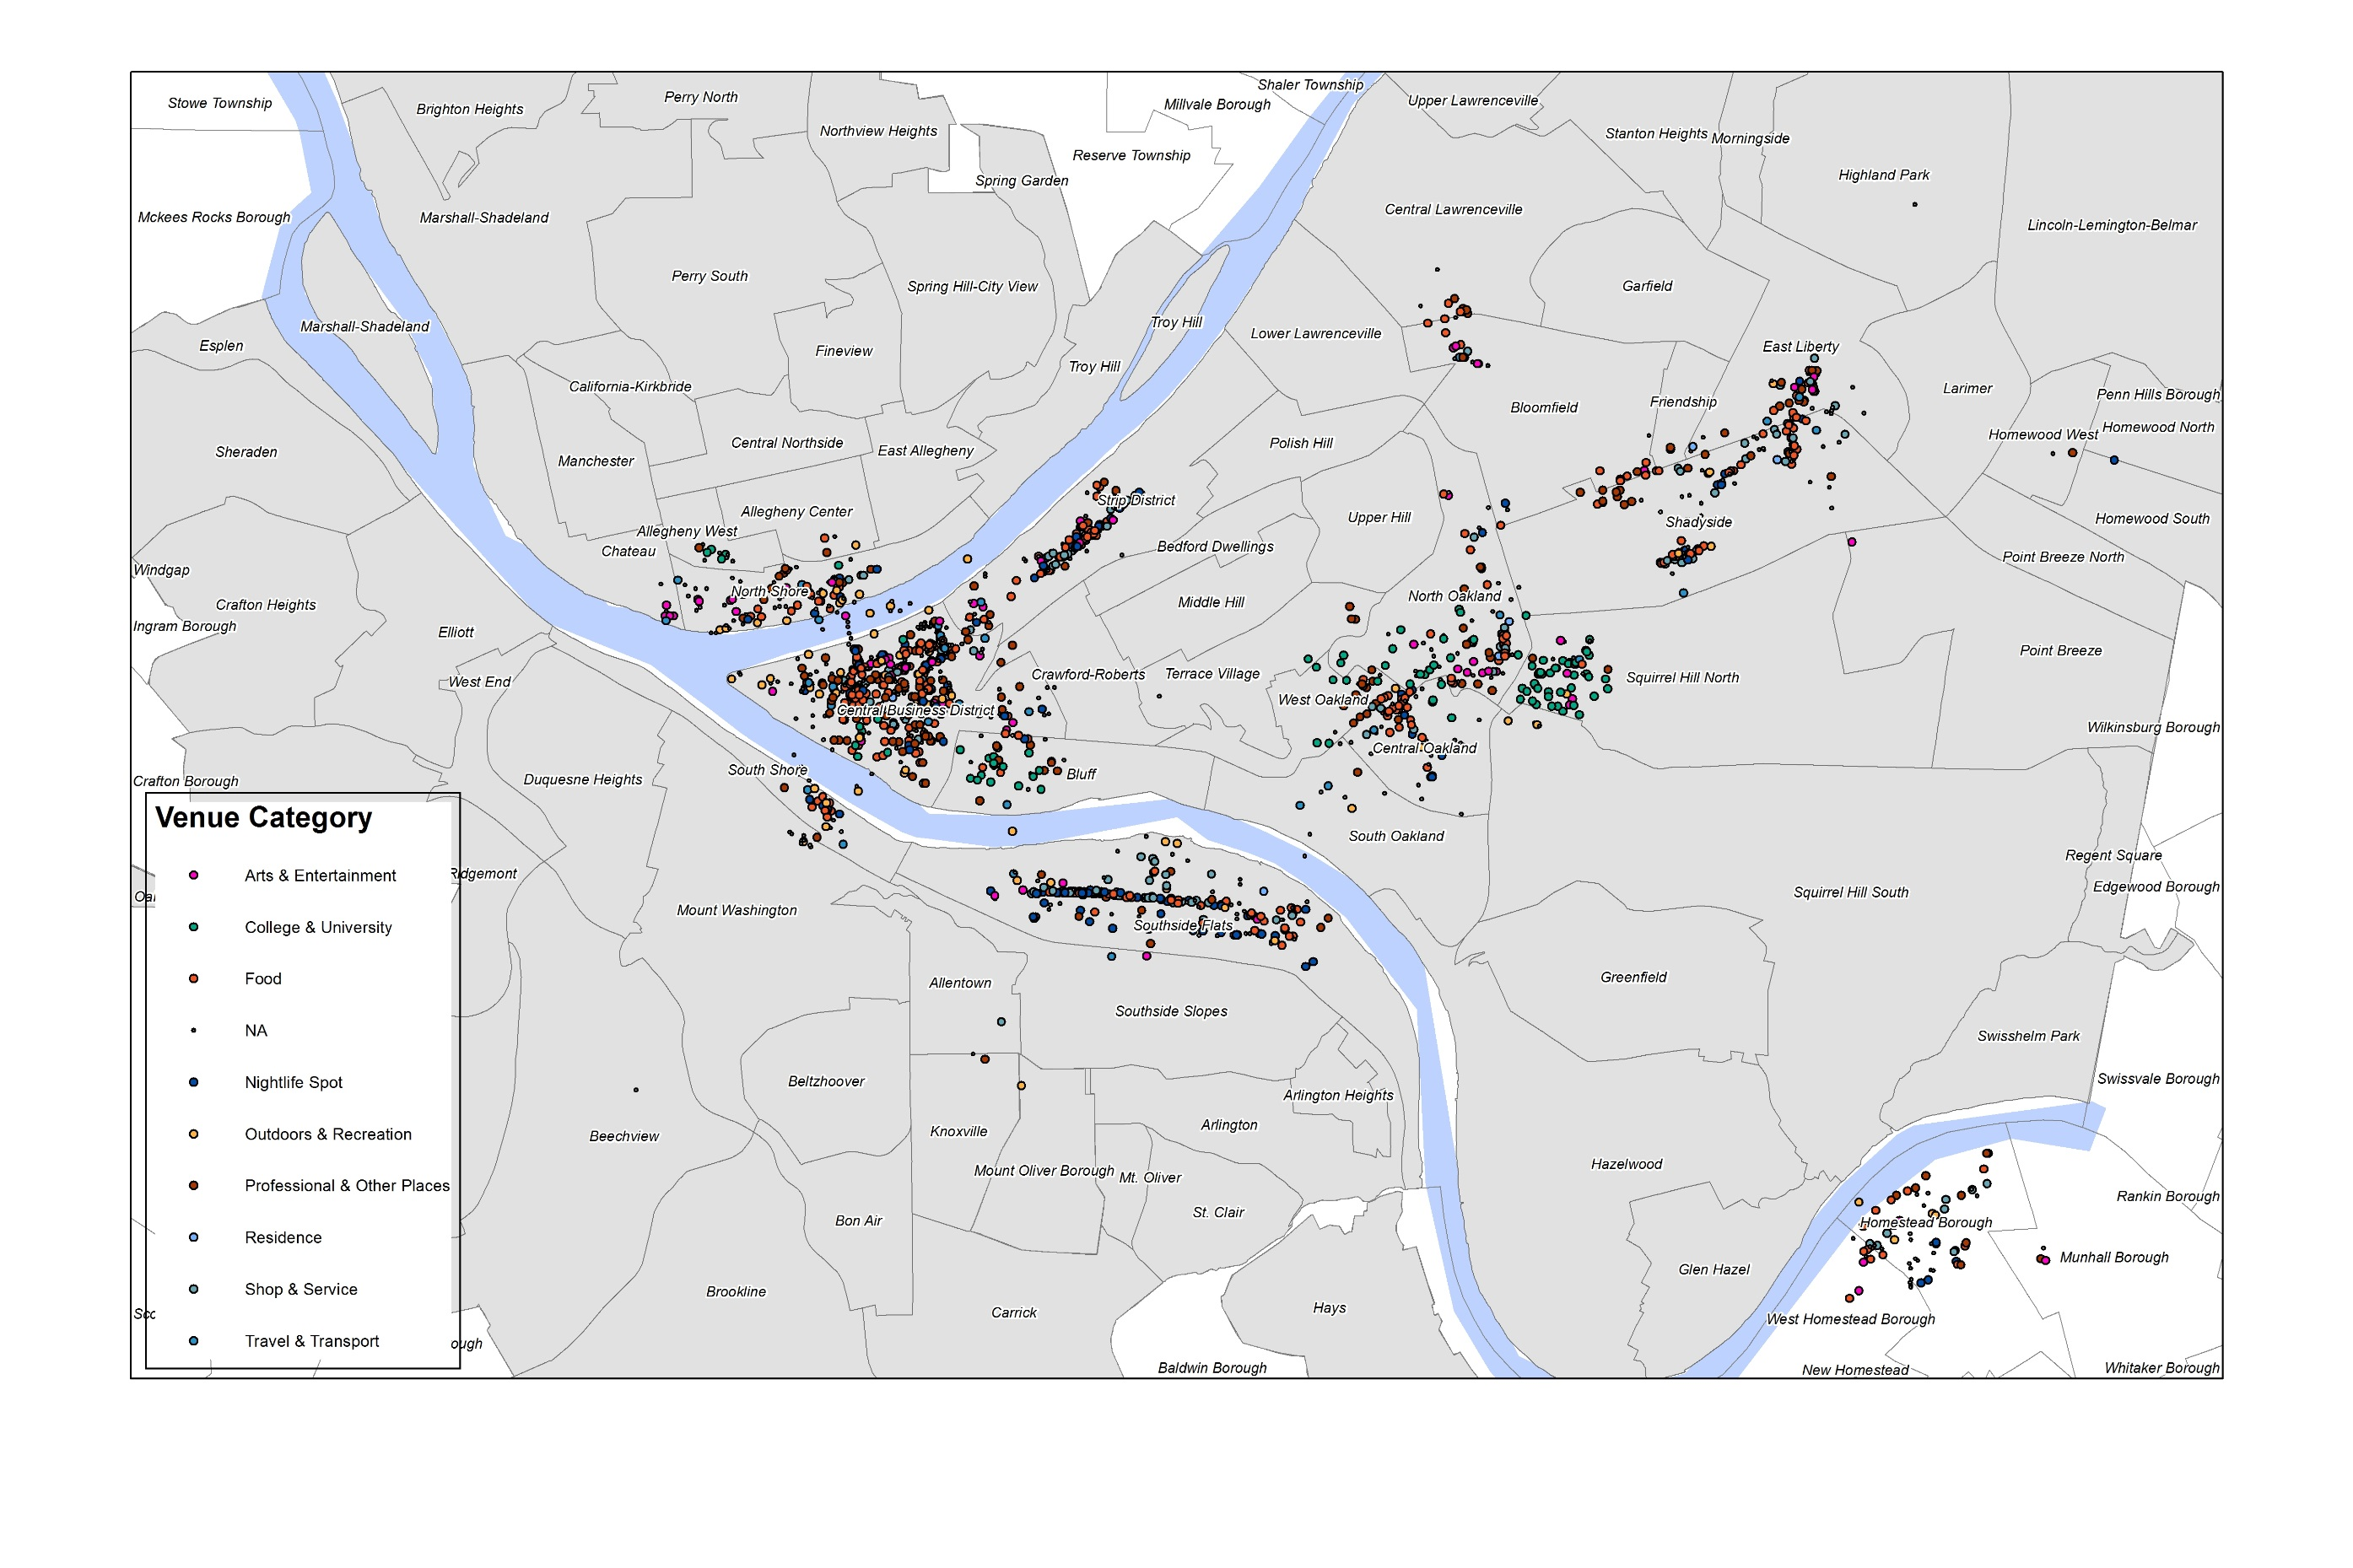 Shaler Township
Perry North
Upper Lawrenceville
Stowe Township
Millvale Borough
Brighton Heights
Northview Heights
Stanton Heights
Morningside
Reserve Township
Highland Park
Spring Garden
Central Lawrenceville
Mckees Rocks Borough
Marshall-Shadeland
Lincoln-Lemington-Belmar
Perry South
Spring Hill-City View
Garfield
Troy Hill
Marshall-Shadeland
Lower Lawrenceville
Esplen
East Liberty
Fineview
Troy Hill
California-Kirkbride
Larimer
Penn Hills Borough
Friendship
Bloomfield
Homewood North
Homewood West
Central Northside
Polish Hill
East Allegheny
Sheraden
Manchester
Strip District
Allegheny Center
Upper Hill
Homewood South
Shadyside
Allegheny West
Bedford Dwellings
Chateau
Point Breeze North
Windgap
North Shore
North Oakland
Middle Hill
Crafton Heights
Ingram Borough
Elliott
Point Breeze
Crawford-Roberts
Terrace Village
Squirrel Hill North
West End
West Oakland
Central Business District
Wilkinsburg Borough
Central Oakland
South Shore
Bluff
Duquesne Heights
Crafton Borough
South Oakland
Regent Square
Ridgemont
Edgewood Borough
Squirrel Hill South
Mount Washington
Southside Flats
Greenfield
Allentown
Southside Slopes
Swisshelm Park
Swissvale Borough
Beltzhoover
Arlington Heights
Arlington
Knoxville
Beechview
Hazelwood
Mount Oliver Borough
Mt. Oliver
Rankin Borough
St. Clair
Bon Air
Homestead Borough
Munhall Borough
Glen Hazel
Brookline
Hays
Carrick
West Homestead Borough
ough
Baldwin Borough
New Homestead
Whitaker Borough
Venue Category
Arts & Entertainment
College & University
Food
NA
Nightlife Spot
Outdoors & Recreation
Professional & Other Places
Residence
Shop & Service
Travel & Transport